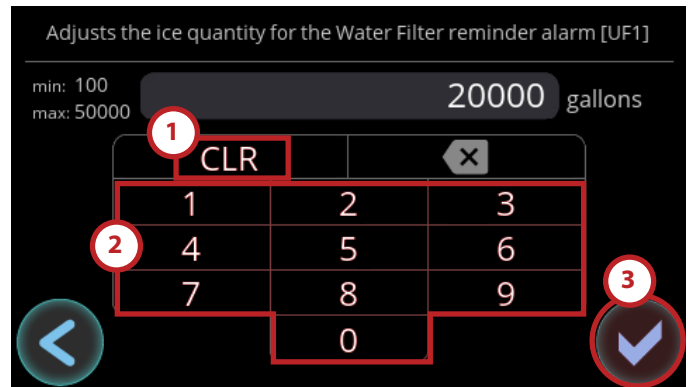 Adjusts the ice quantity for the Water Filter reminder alarm [UF1]
min: 100
max: 50000
20000 gallons
1
CLR
1 2 3
2
4 5 6
3
7 8 9
0